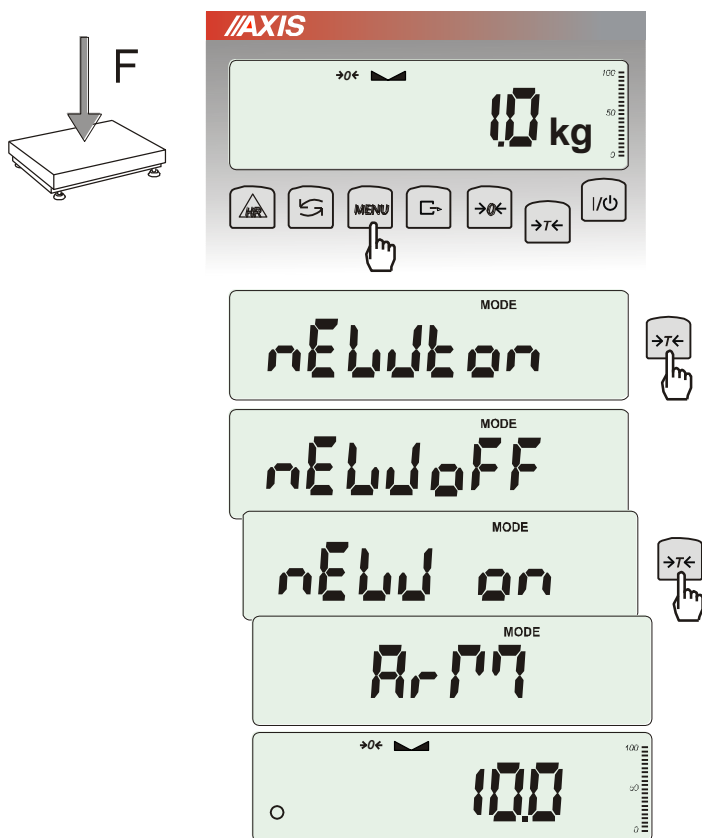 //AXIS
F
→0←
1.0 kg
100
50
0
HR
MENU
→0←
→T←
I/⏻
MODE
nEWton
→T←
MODE
nEWoFF
MODE
nEW on
→T←
MODE
ArM
→0←
10.0
100
50
0